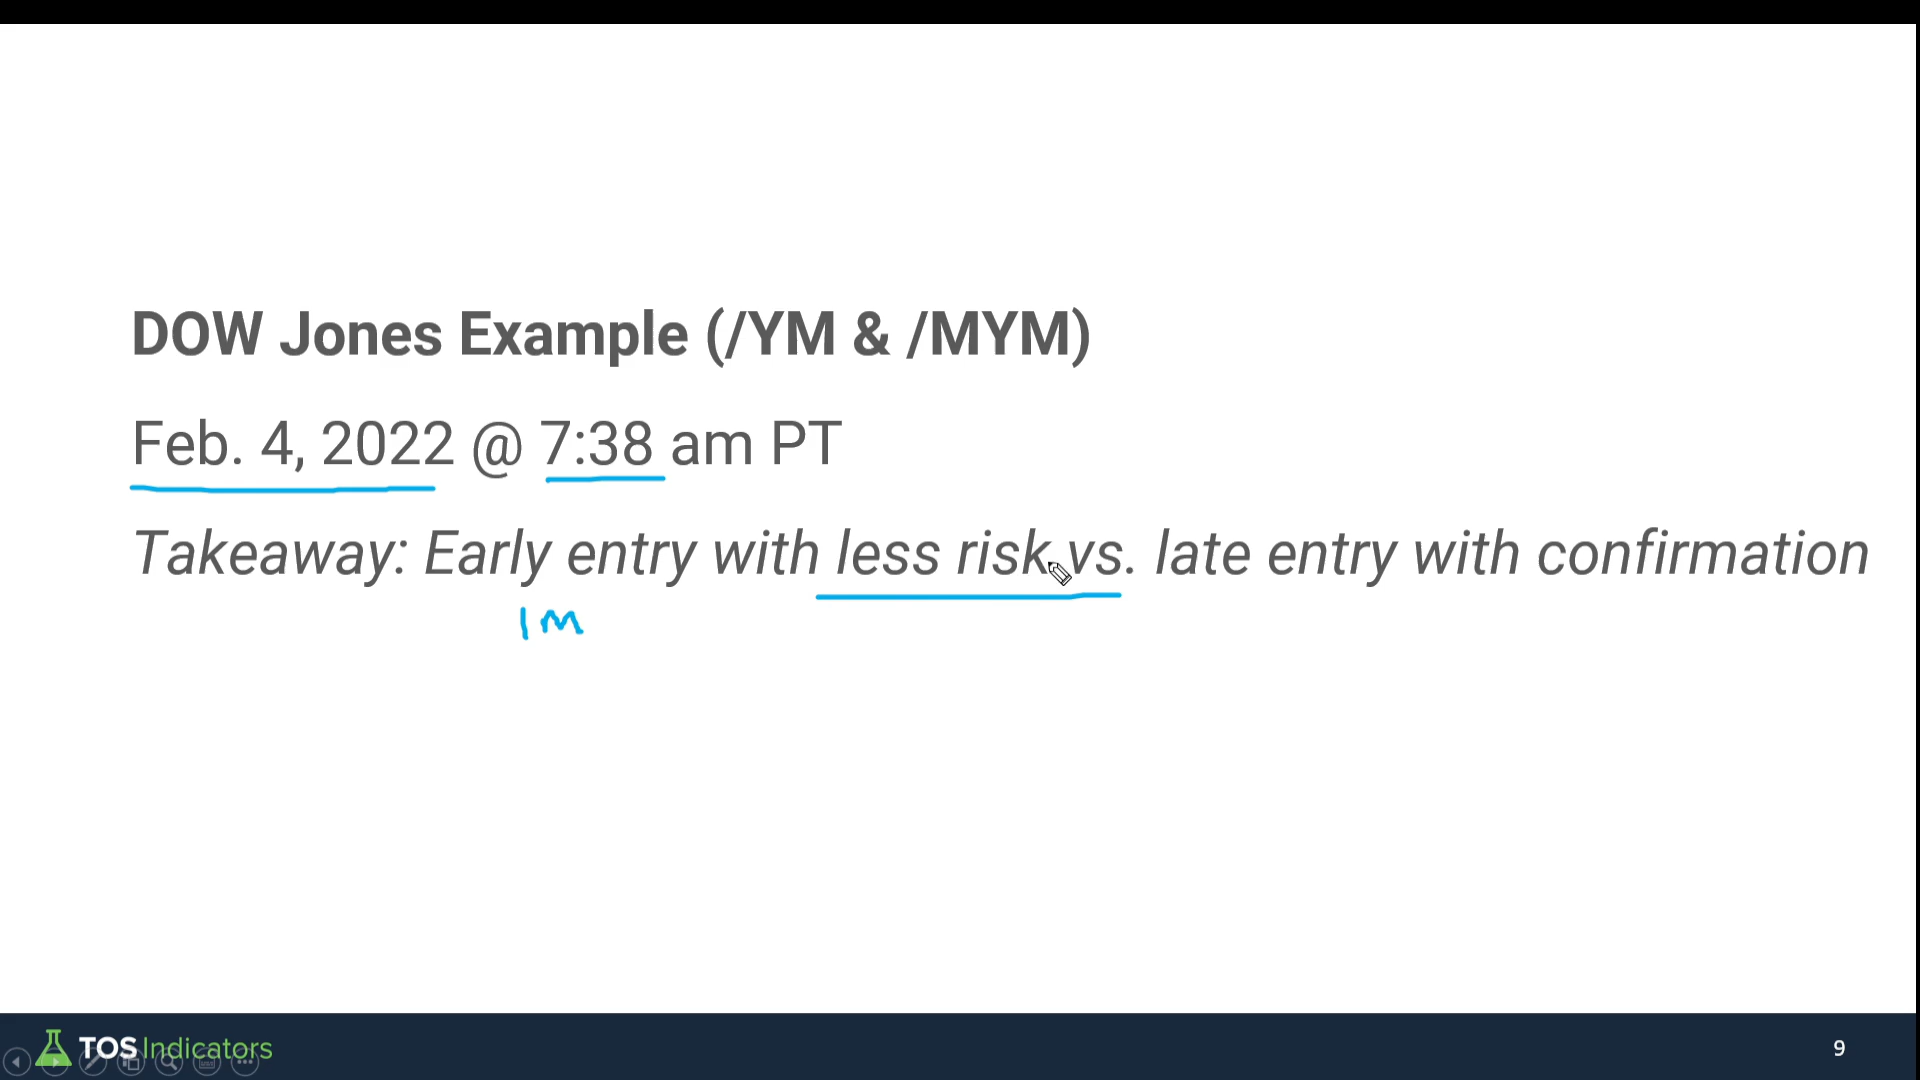 DOW Jones Example (/YM & /MYM)
Feb. 4, 2022 @ 7:38 am PT
Takeaway: Early entry with less risk vs. late entry with confirmation
1M
TOS Indicators
9